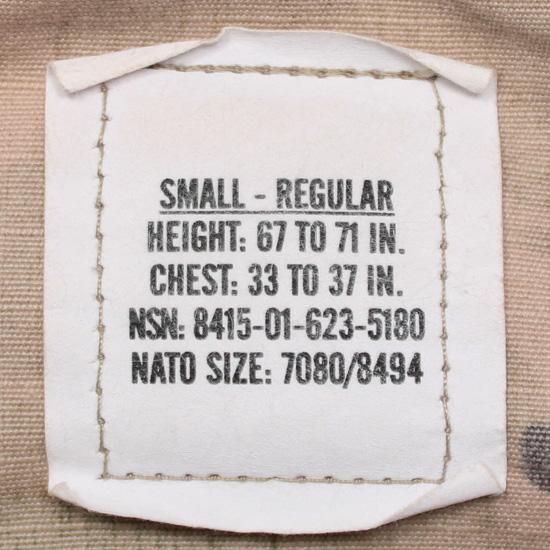 SMALL - REGULAR
HEIGHT: 67 TO 71 IN.
CHEST: 33 TO 37 IN.
NSN: 8415-01-623-5180
NATO SIZE: 7080/8494